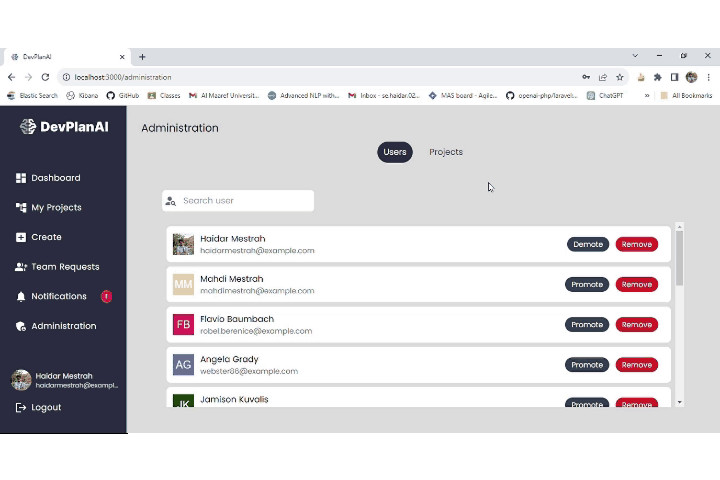 DevPlanAI
localhost:3000/administration
Elastic Search
Kibana
GitHub
Classes
Al Maaref Universit...
Advanced NLP with...
Inbox - se.haidar.02...
MAS board - Agile...
openai-php/laravel...
ChatGPT
»
All Bookmarks
DevPlanAI
Administration
Users
Projects
Dashboard
My Projects
Create
Team Requests
Notifications
!
Administration
Search user
Haidar Mestrah
haidarmestrah@example.com
Demote
Remove
MM
Mahdi Mestrah
mahdimestrah@example.com
Promote
Remove
FB
Flavio Baumbach
robel.berenice@example.com
Promote
Remove
AG
Angela Grady
webster86@example.com
Promote
Remove
JK
Jamison Kuvalis
Promote
Remove
Haidar Mestrah
haidarmestrah@exampl...
Logout